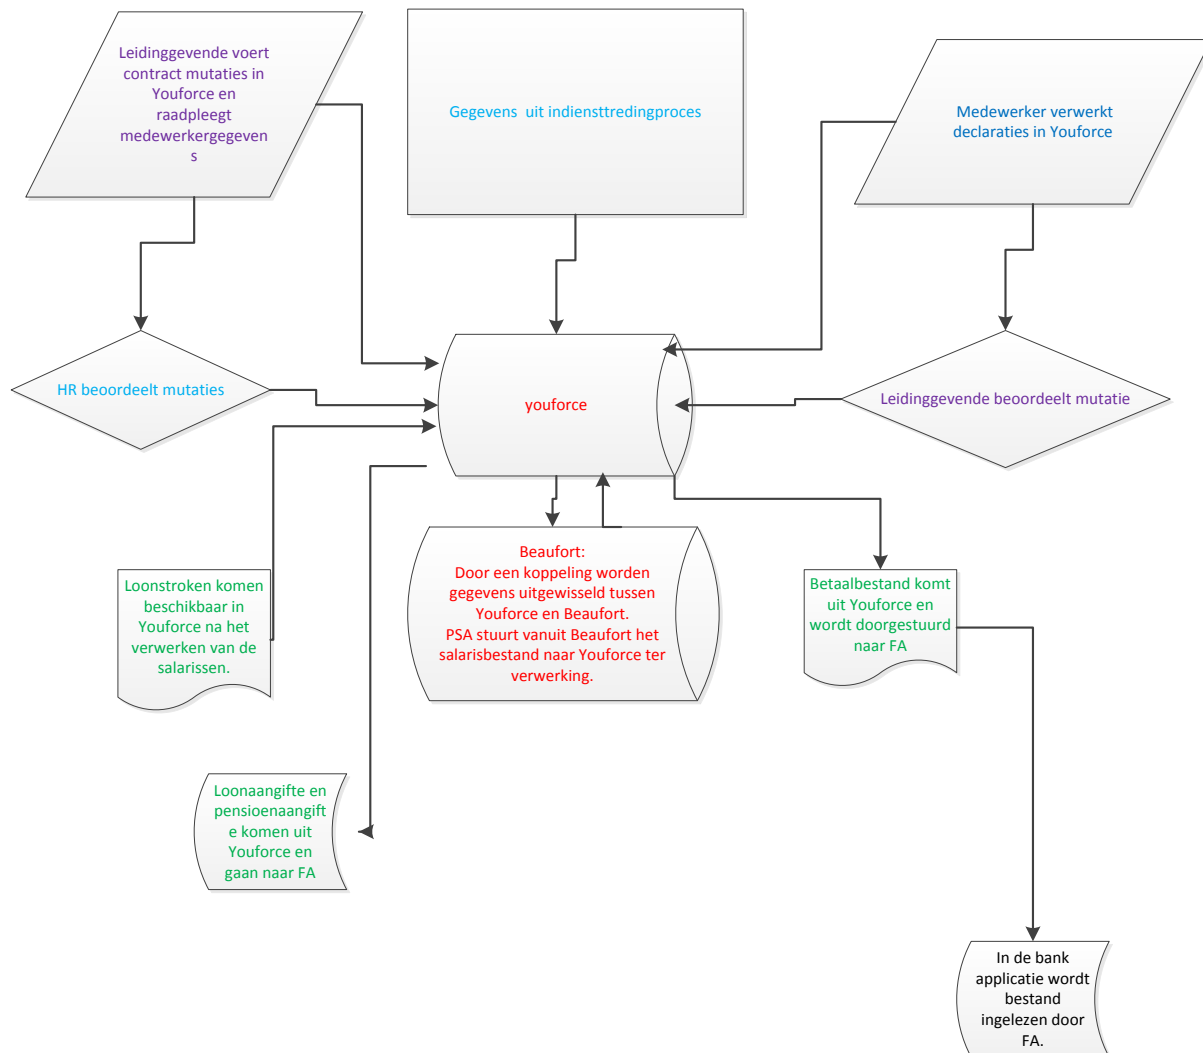 Leidinggevende voert
contract mutaties in
Youforce en
raadpleegt
medewerkergegeven
s
Gegevens  uit indiensttredingproces
Medewerker verwerkt
declaraties in Youforce
HR beoordeelt mutaties
youforce
Leidinggevende beoordeelt mutatie
Loonstroken komen
beschikbaar in
Youforce na het
verwerken van de
salarissen.
Beaufort:
Door een koppeling worden
gegevens uitgewisseld tussen
Youforce en Beaufort.
PSA stuurt vanuit Beaufort het
salarisbestand naar Youforce ter
verwerking.
Betaalbestand komt
uit Youforce en
wordt doorgestuurd
naar FA
Loonaangifte en
pensioenaangift
e komen uit
Youforce en
gaan naar FA
In de bank
applicatie wordt
bestand
ingelezen door
FA.